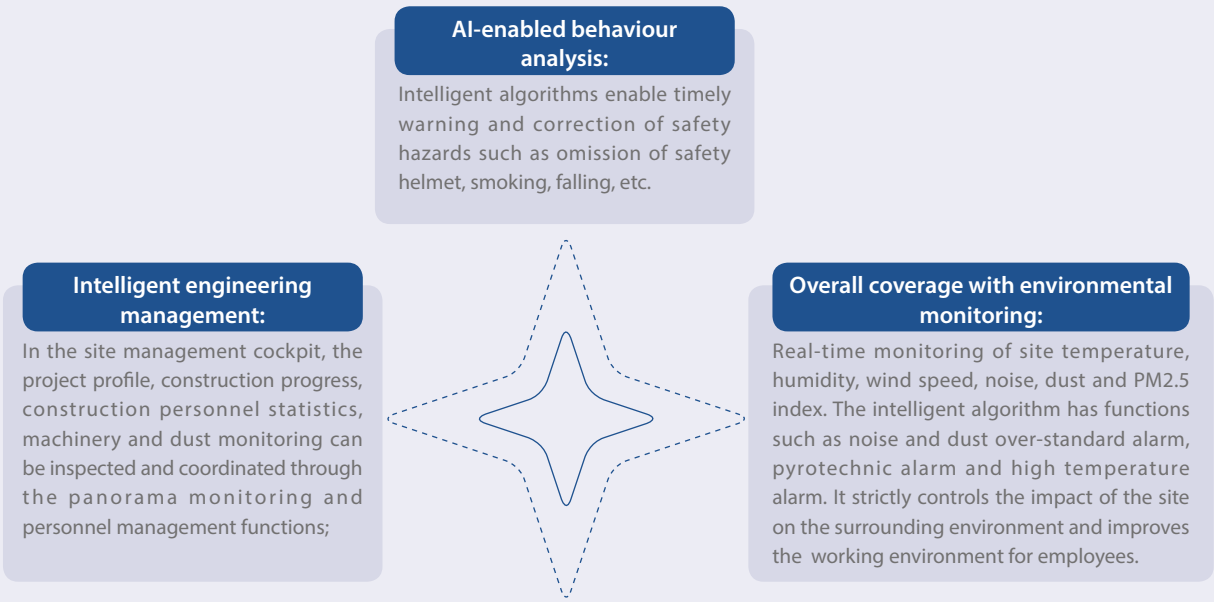 AI-enabled behaviour
analysis:
Intelligent algorithms enable timely
warning and correction of safety
hazards such as omission of safety
helmet, smoking, falling, etc.
Intelligent engineering
management:
In the site management cockpit, the
project profile, construction progress,
construction personnel statistics,
machinery and dust monitoring can
be inspected and coordinated through
the panorama monitoring and
personnel management functions;
Overall coverage with environmental
monitoring:
Real-time monitoring of site temperature,
humidity, wind speed, noise, dust and PM2.5
index. The intelligent algorithm has functions
such as noise and dust over-standard alarm,
pyrotechnic alarm and high temperature
alarm. It strictly controls the impact of the site
on the surrounding environment and improves
the working environment for employees.